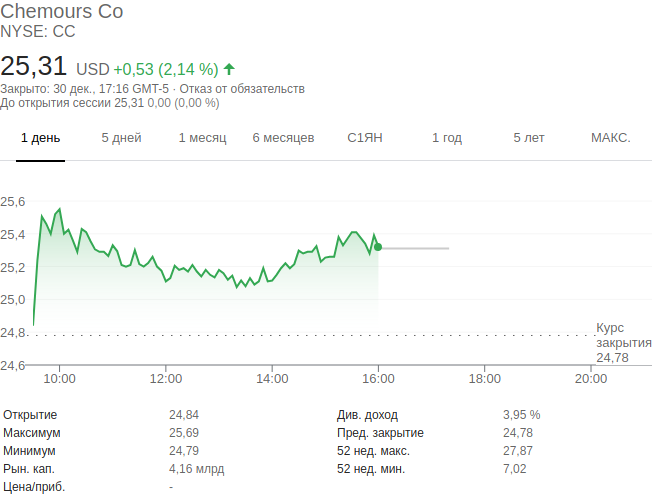 Chemours Co
NYSE: CC
25,31 USD +0,53 (2,14 %)
Закрыто: 30 дек., 17:16 GMT-5 · Отказ от обязательств
До открытия сессии 25,31 0,00 (0,00 %)
1 день 5 дней 1 месяц 6 месяцев С1ЯН 1 год 5 лет МАКС.
25,6
25,4
25,2
25,0
24,8
24,6
Курс
закрытия
24,78
10:00 12:00 14:00 16:00 18:00 20:00
Открытие 24,84 Див. доход 3,95 %
Максимум 25,69 Пред. закрытие 24,78
Минимум 24,79 52 нед. макс. 27,87
Рын. кап. 4,16 млрд 52 нед. мин. 7,02
Цена/приб. -